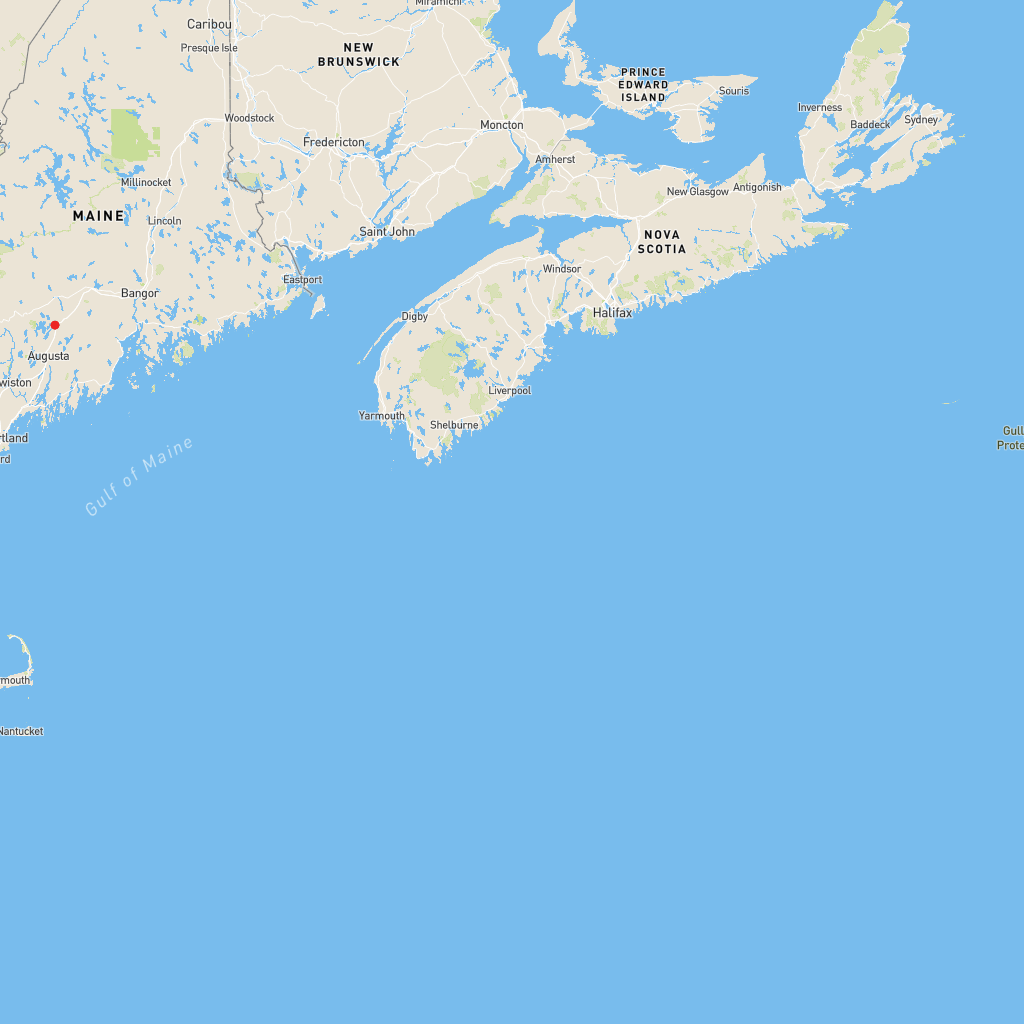 Miramichi
Caribou
Presque Isle
NEW
BRUNSWICK
PRINCE
EDWARD
ISLAND
Souris
Inverness
Baddeck
Sydney
Woodstock
Fredericton
Moncton
Amherst
Millinocket
New Glasgow
Antigonish
MAINE
Lincoln
Saint John
NOVA
SCOTIA
Windsor
Eastport
Bangor
Digby
Halifax
Augusta
wiston
Liverpool
Yarmouth
Shelburne
rtland
rd
Gull
Prote
Gulf of Maine
mouth
Nantucket